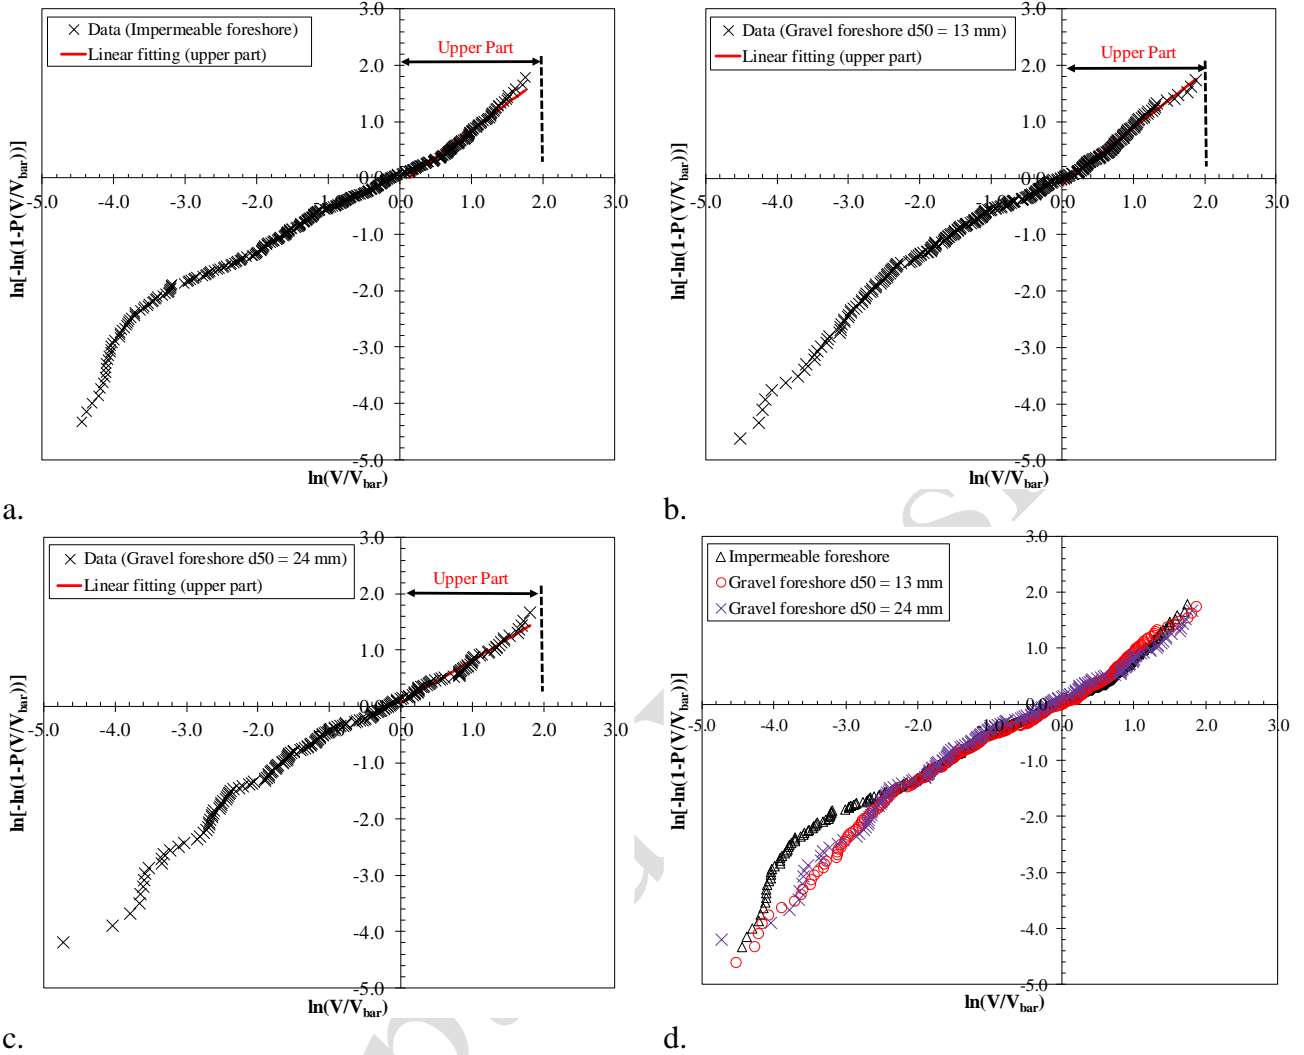 3.0
Data (Impermeable foreshore)
Linear fitting (upper part)
Upper Part
2.0
1.0
0.0
-5.0 -4.0 -3.0 -2.0 -1.0 0.0 1.0 2.0 3.0
-1.0
-2.0
-3.0
-4.0
-5.0
ln[-ln(1-P(V/Vbar))]
ln(V/Vbar)
a.
3.0
Data (Gravel foreshore d50 = 13 mm)
Linear fitting (upper part)
Upper Part
2.0
1.0
0.0
-5.0 -4.0 -3.0 -2.0 -1.0 0.0 1.0 2.0 3.0
-1.0
-2.0
-3.0
-4.0
-5.0
ln[-ln(1-P(V/Vbar))]
ln(V/Vbar)
b.
3.0
Data (Gravel foreshore d50 = 24 mm)
Linear fitting (upper part)
Upper Part
2.0
1.0
0.0
-5.0 -4.0 -3.0 -2.0 -1.0 0.0 1.0 2.0 3.0
-1.0
-2.0
-3.0
-4.0
-5.0
ln[-ln(1-P(V/Vbar))]
ln(V/Vbar)
c.
3.0
Impermeable foreshore
Gravel foreshore d50 = 13 mm
Gravel foreshore d50 = 24 mm
2.0
1.0
0.0
-5.0 -4.0 -3.0 -2.0 -1.0 0.0 1.0 2.0 3.0
-1.0
-2.0
-3.0
-4.0
-5.0
ln[-ln(1-P(V/Vbar))]
ln(V/Vbar)
d.